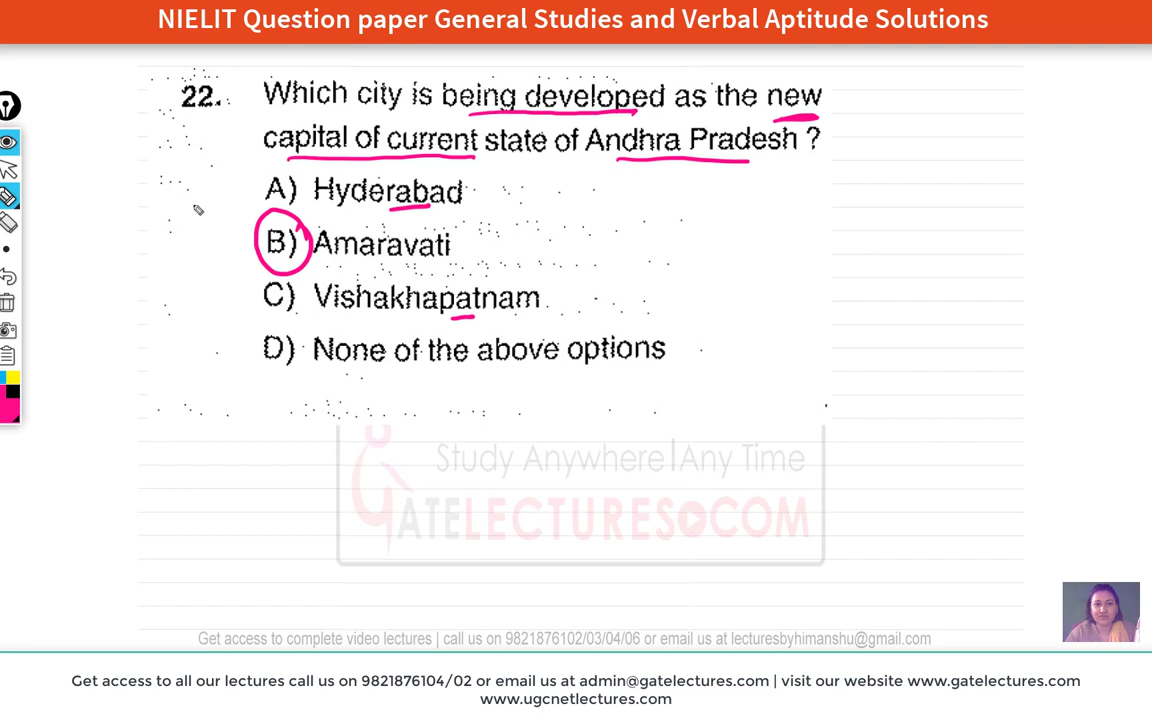 NIELIT Question paper General Studies and Verbal Aptitude Solutions
22. Which city is being developed as the new
capital of current state of Andhra Pradesh ?
A) Hyderabad
B) Amaravati
C) Vishakhapatnam
D) None of the above options
Study Anywhere|Any Time
GATELECTURES.COM
Get access to complete video lectures | call us on 9821876102/03/04/06 or email us at lecturesbyhimanshu@gmail.com
Get access to all our lectures call us on 9821876104/02 or email us at admin@gatelectures.com | visit our website www.gatelectures.com
www.ugcnetlectures.com